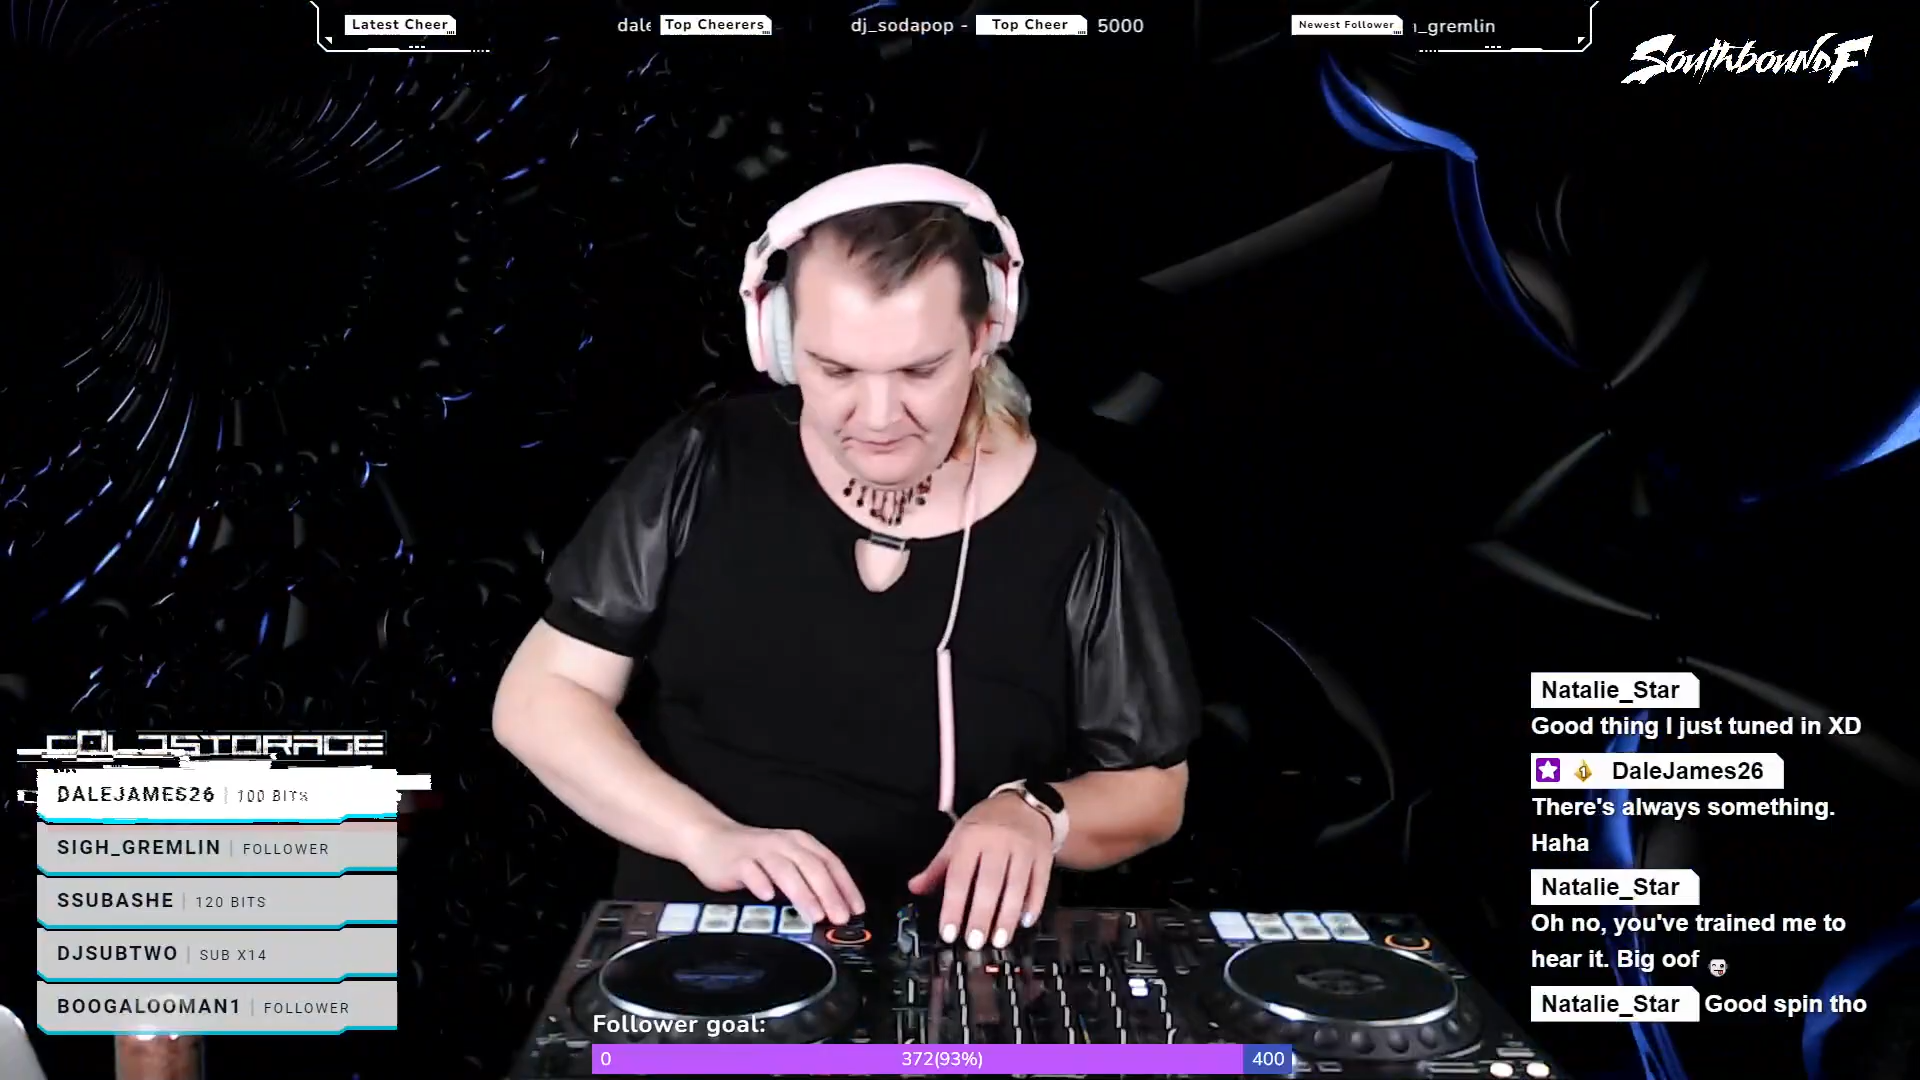 Latest Cheer
dale
Top Cheerers
dj_sodapop -
Top Cheer
5000
Newest Follower
_gremlin
SouthboundF
COLDSTORAGE
DALEJAMES26 | 100 BITS
SIGH_GREMLIN | FOLLOWER
SSUBASHE | 120 BITS
DJSUBTWO | SUB X14
BOOGALOOMAN1 | FOLLOWER
Natalie_Star
Good thing I just tuned in XD
DaleJames26
There's always something.
Haha
Natalie_Star
Oh no, you've trained me to
hear it. Big oof
Natalie_Star Good spin tho
Follower goal:
0 372(93%) 400